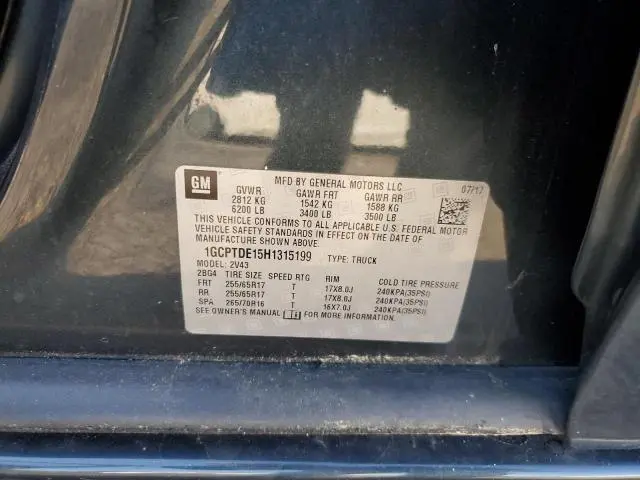 GM
MFD BY GENERAL MOTORS LLC 07/17
GVWR GAWR FRT GAWR RR
2812 KG 1542 KG 1588 KG
6200 LB 3400 LB 3500 LB
THIS VEHICLE CONFORMS TO ALL APPLICABLE U.S. FEDERAL MOTOR
VEHICLE SAFETY STANDARDS IN EFFECT ON THE DATE OF
MANUFACTURE SHOWN ABOVE.
1GCPTDE15H1315199 TYPE: TRUCK
MODEL: 2V43
2BG4 TIRE SIZE SPEED RTG RIM COLD TIRE PRESSURE
FRT 255/65R17 T 17X8.0J 240KPA(35PSI)
RR 255/65R17 T 17X8.0J 240KPA(35PSI)
SPA 265/70R16 T 16X7.0J 240KPA(35PSI)
SEE OWNER'S MANUAL FOR MORE INFORMATION.